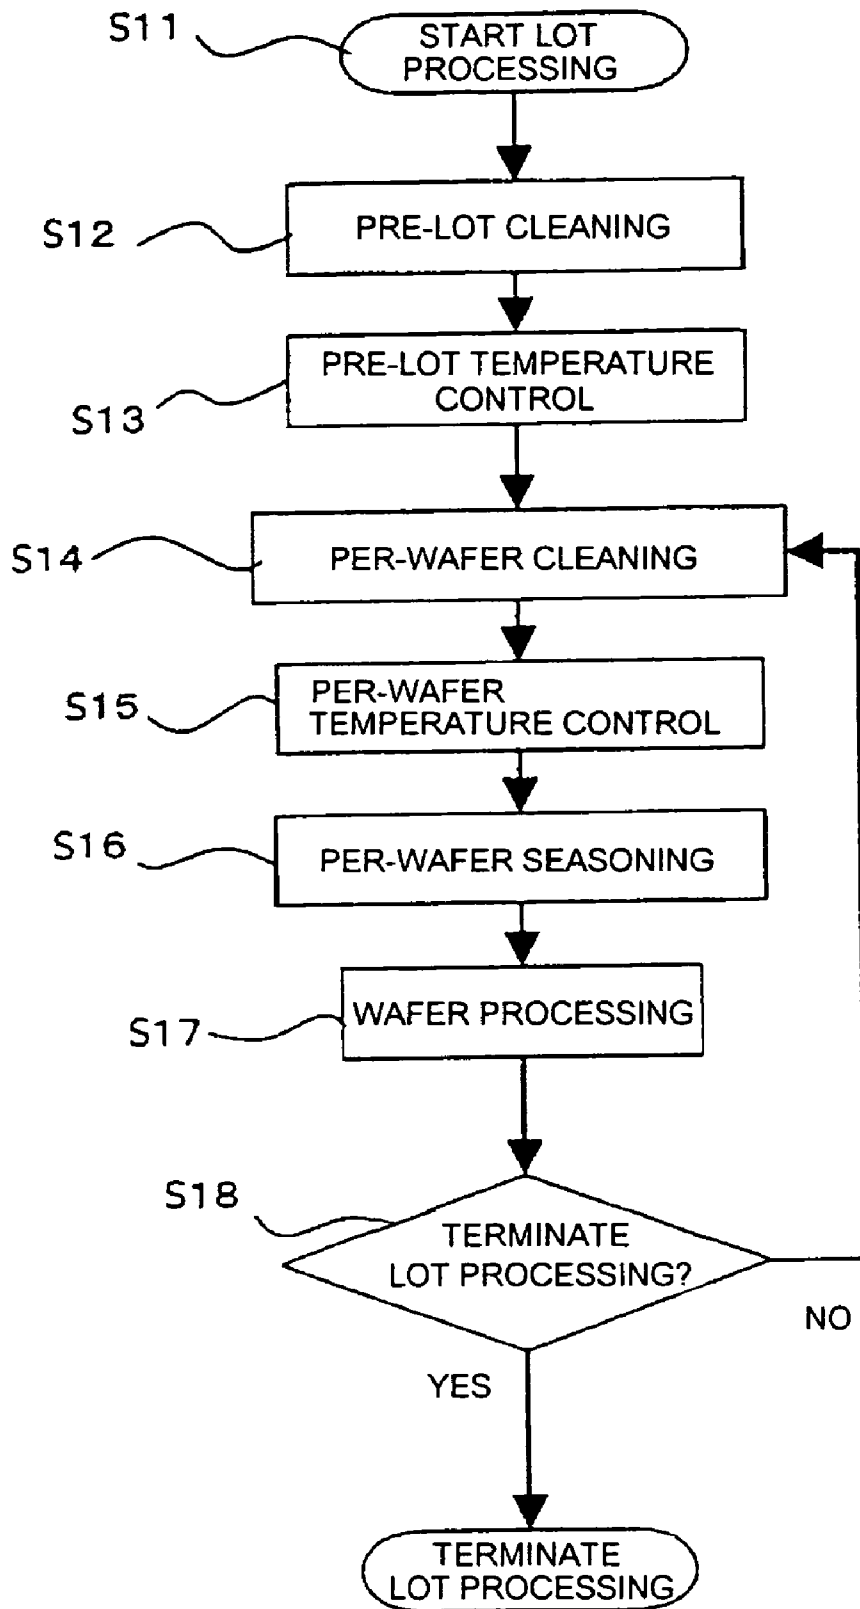 S11
START LOT
PROCESSING
S12
PRE-LOT CLEANING
S13
PRE-LOT TEMPERATURE
CONTROL
S14
PER-WAFER CLEANING
S15
PER-WAFER
TEMPERATURE CONTROL
S16
PER-WAFER SEASONING
S17
WAFER PROCESSING
S18
TERMINATE
LOT PROCESSING?
NO
YES
TERMINATE
LOT PROCESSING